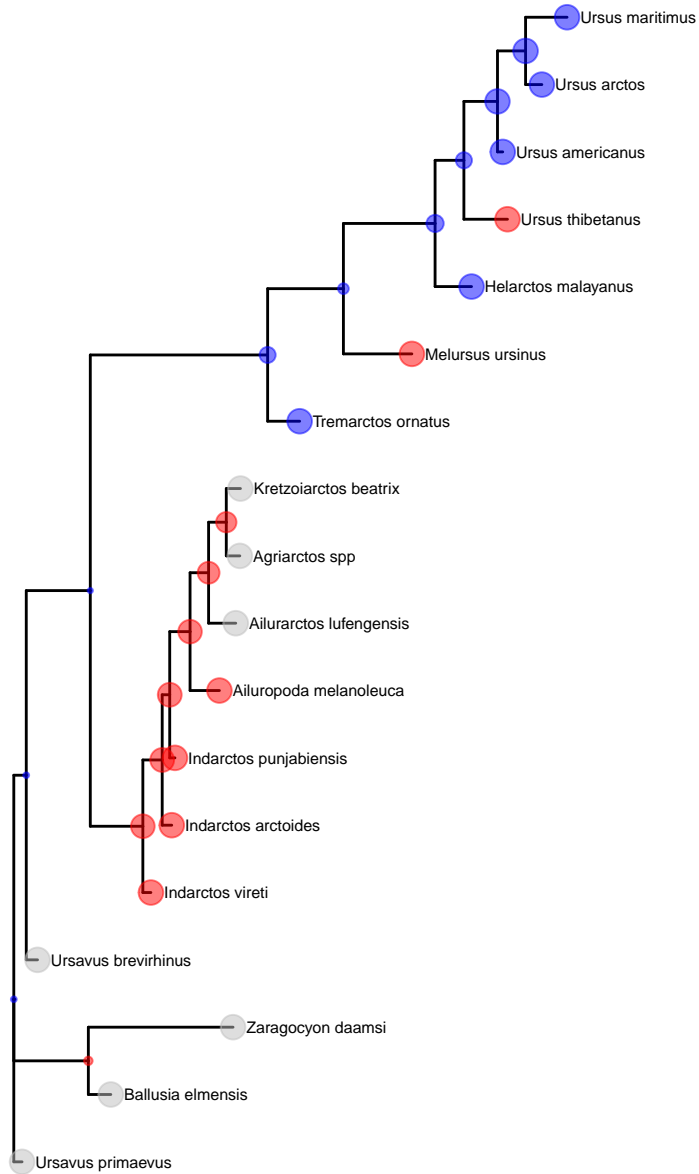 Ursus maritimus
Ursus arctos
Ursus americanus
Ursus thibetanus
Helarctos malayanus
Melursus ursinus
Tremarctos ornatus
Kretzoiarctos beatrix
Agriarctos spp
Ailurarctos lufengensis
Ailuropoda melanoleuca
Indarctos punjabiensis
Indarctos arctoides
Indarctos vireti
Ursavus brevirhinus
Zaragocyon daamsi
Ballusia elmensis
Ursavus primaevus